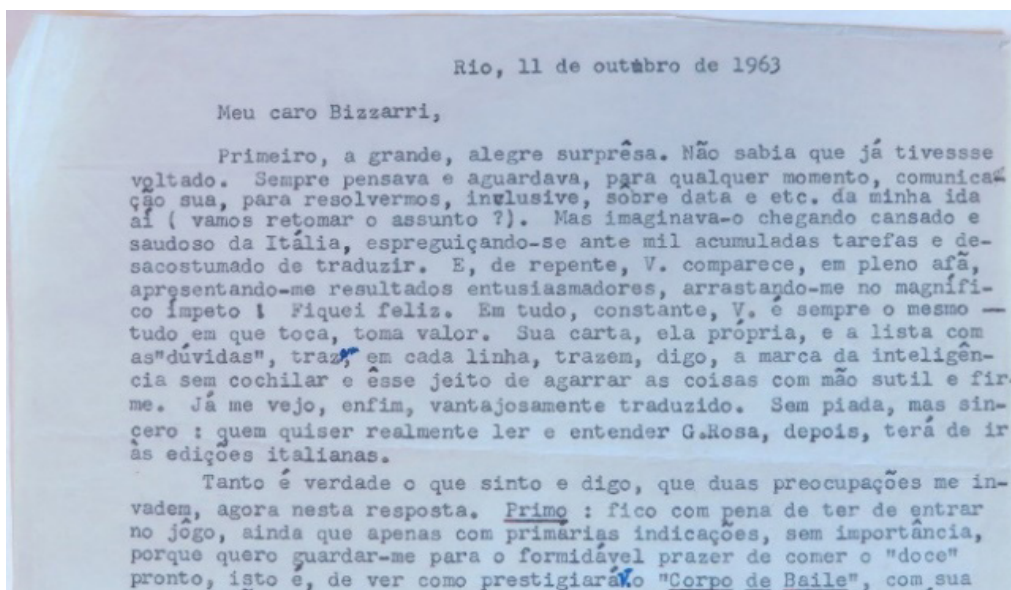 Rio, 11 de outubro de 1963
Meu caro Bizzarri,
Primeiro, a grande, alegre surprêsa. Não sabia que já tivessse
voltado. Sempre pensava e aguardava, para qualquer momento, comunica-
ção sua, para resolvermos, inclusive, sôbre data e etc. da minha ida
aí ( vamos retomar o assunto ?). Mas imaginava-o chegando cansado e
saudoso da Itália, espreguiçando-se ante mil acumuladas tarefas e de-
sacostumado de traduzir. E, de repente, V. comparece, em pleno afã,
apresentando-me resultados entusiasmadores, arrastando-me no magnífi-
co ímpeto ! Fiquei feliz. Em tudo, constante, V. é sempre o mesmo —
tudo em que toca, toma valor. Sua carta, ela própria, e a lista com
as"dúvidas", traz, em cada linha, trazem, digo, a marca da inteligên-
cia sem cochilar e êsse jeito de agarrar as coisas com mão sutil e fir-
me. Já me vejo, enfim, vantajosamente traduzido. Sem piada, mas sin-
cero : quem quiser realmente ler e entender G.Rosa, depois, terá de ir
às edições italianas.
Tanto é verdade o que sinto e digo, que duas preocupações me in-
vadem, agora nesta resposta. Primo : fico com pena de ter de entrar
no jôgo, ainda que apenas com primárias indicações, sem importância,
porque quero guardar-me para o formidável prazer de comer o "doce"
pronto, isto é, de ver como prestigiará o "Corpo de Baile", com sua